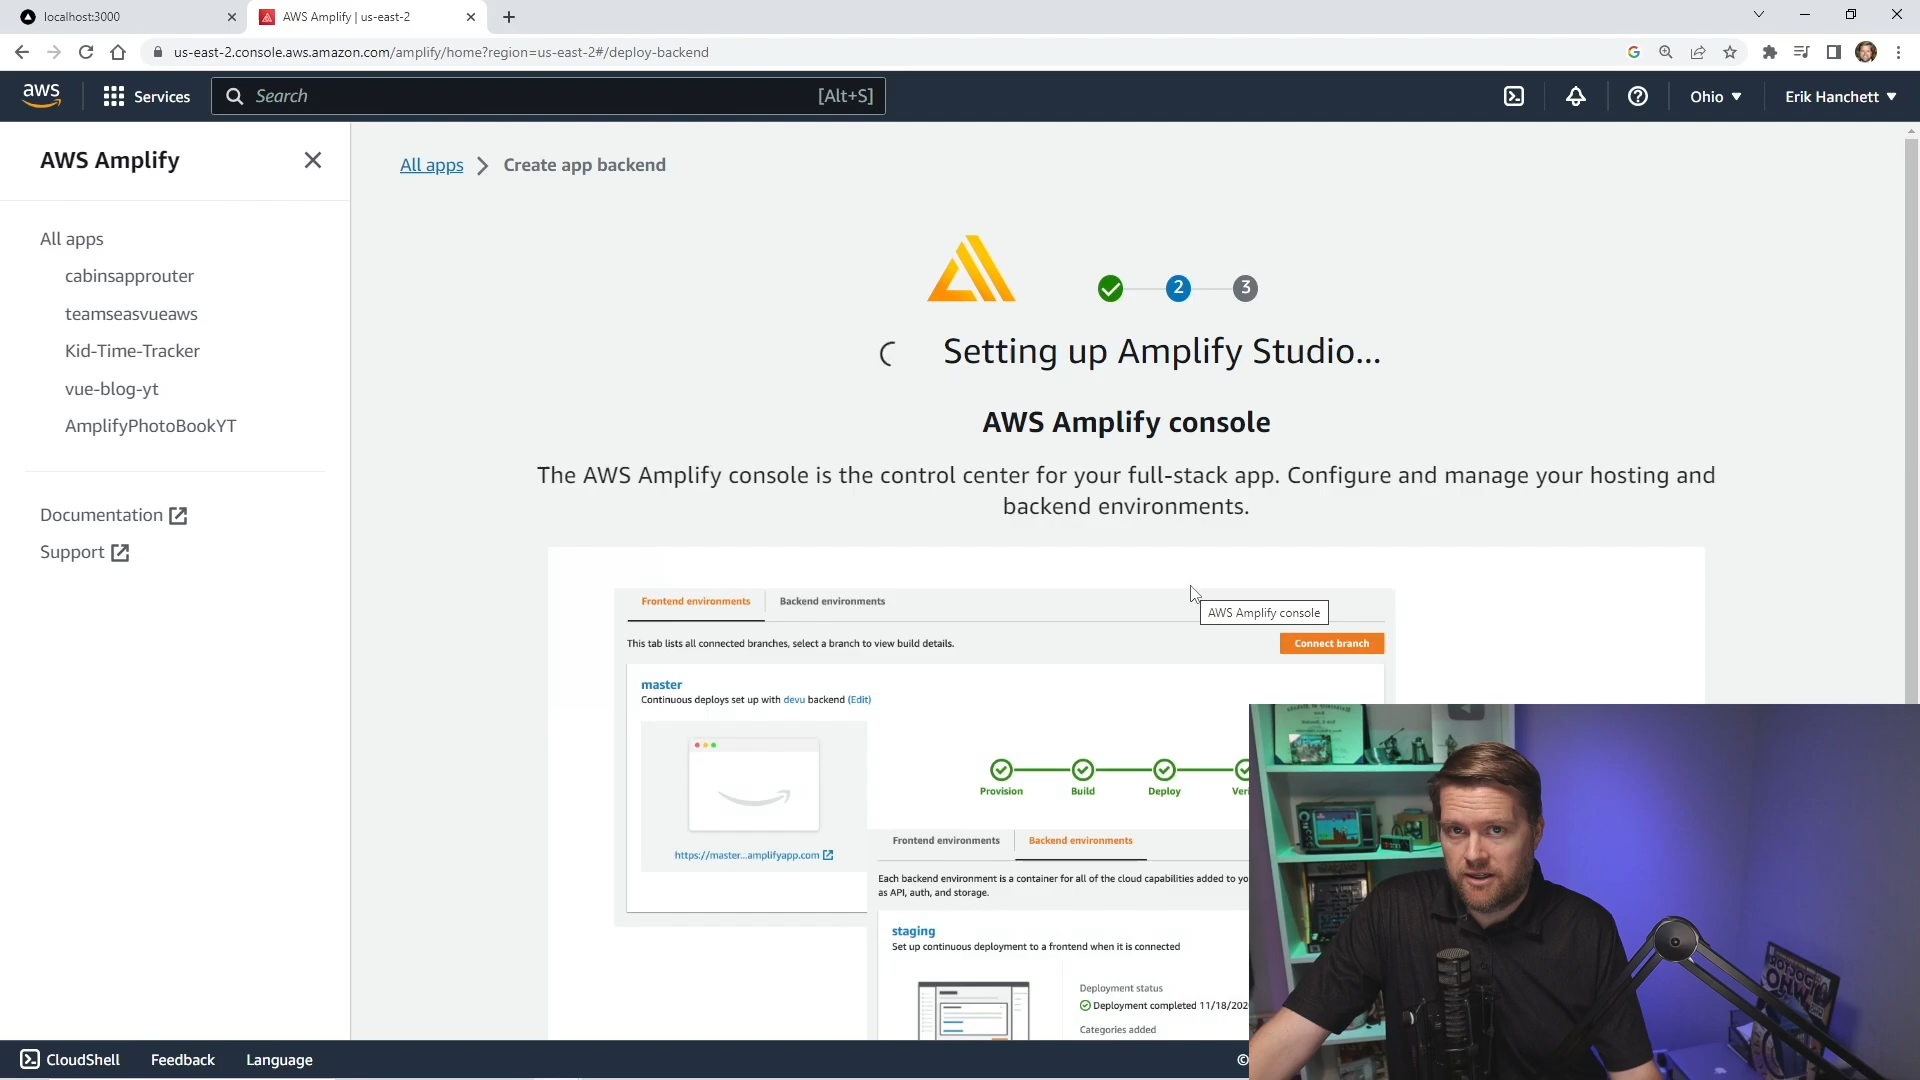 localhost:3000
AWS Amplify | us-east-2
us-east-2.console.aws.amazon.com/amplify/home?region=us-east-2#/deploy-backend
aws
Services
Search
[Alt+S]
Ohio
Erik Hanchett
AWS Amplify
All apps
cabinsapprouter
teamseasvueaws
Kid-Time-Tracker
vue-blog-yt
AmplifyPhotoBookYT
Documentation
Support
All apps
Create app backend
2
3
Setting up Amplify Studio...
AWS Amplify console
The AWS Amplify console is the control center for your full-stack app. Configure and manage your hosting and
backend environments.
Frontend environments
Backend environments
AWS Amplify console
This tab lists all connected branches, select a branch to view build details.
Connect branch
master
Continuous deploys set up with devu backend (Edit)
Provision
Build
Deploy
Veri
https://master...amplifyapp.com
Frontend environments
Backend environments
Each backend environment is a container for all of the cloud capabilities added to yo
as API, auth, and storage.
staging
Set up continuous deployment to a frontend when it is connected
Deployment status
Deployment completed 11/18/202
Categories added
CloudShell
Feedback
Language
©
DOCTOR
WHO